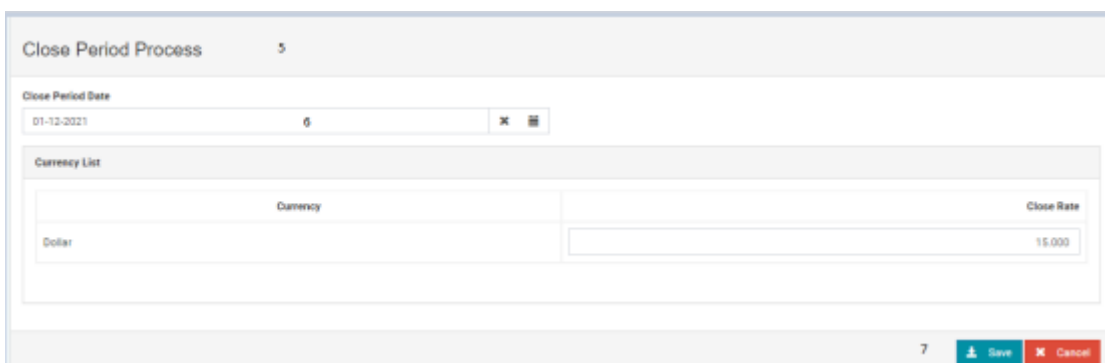 Close Period Process 5
Close Period Date
01-12-2021 6
Currency List
Currency Close Rate
Dollar 15.000
7 Save Cancel